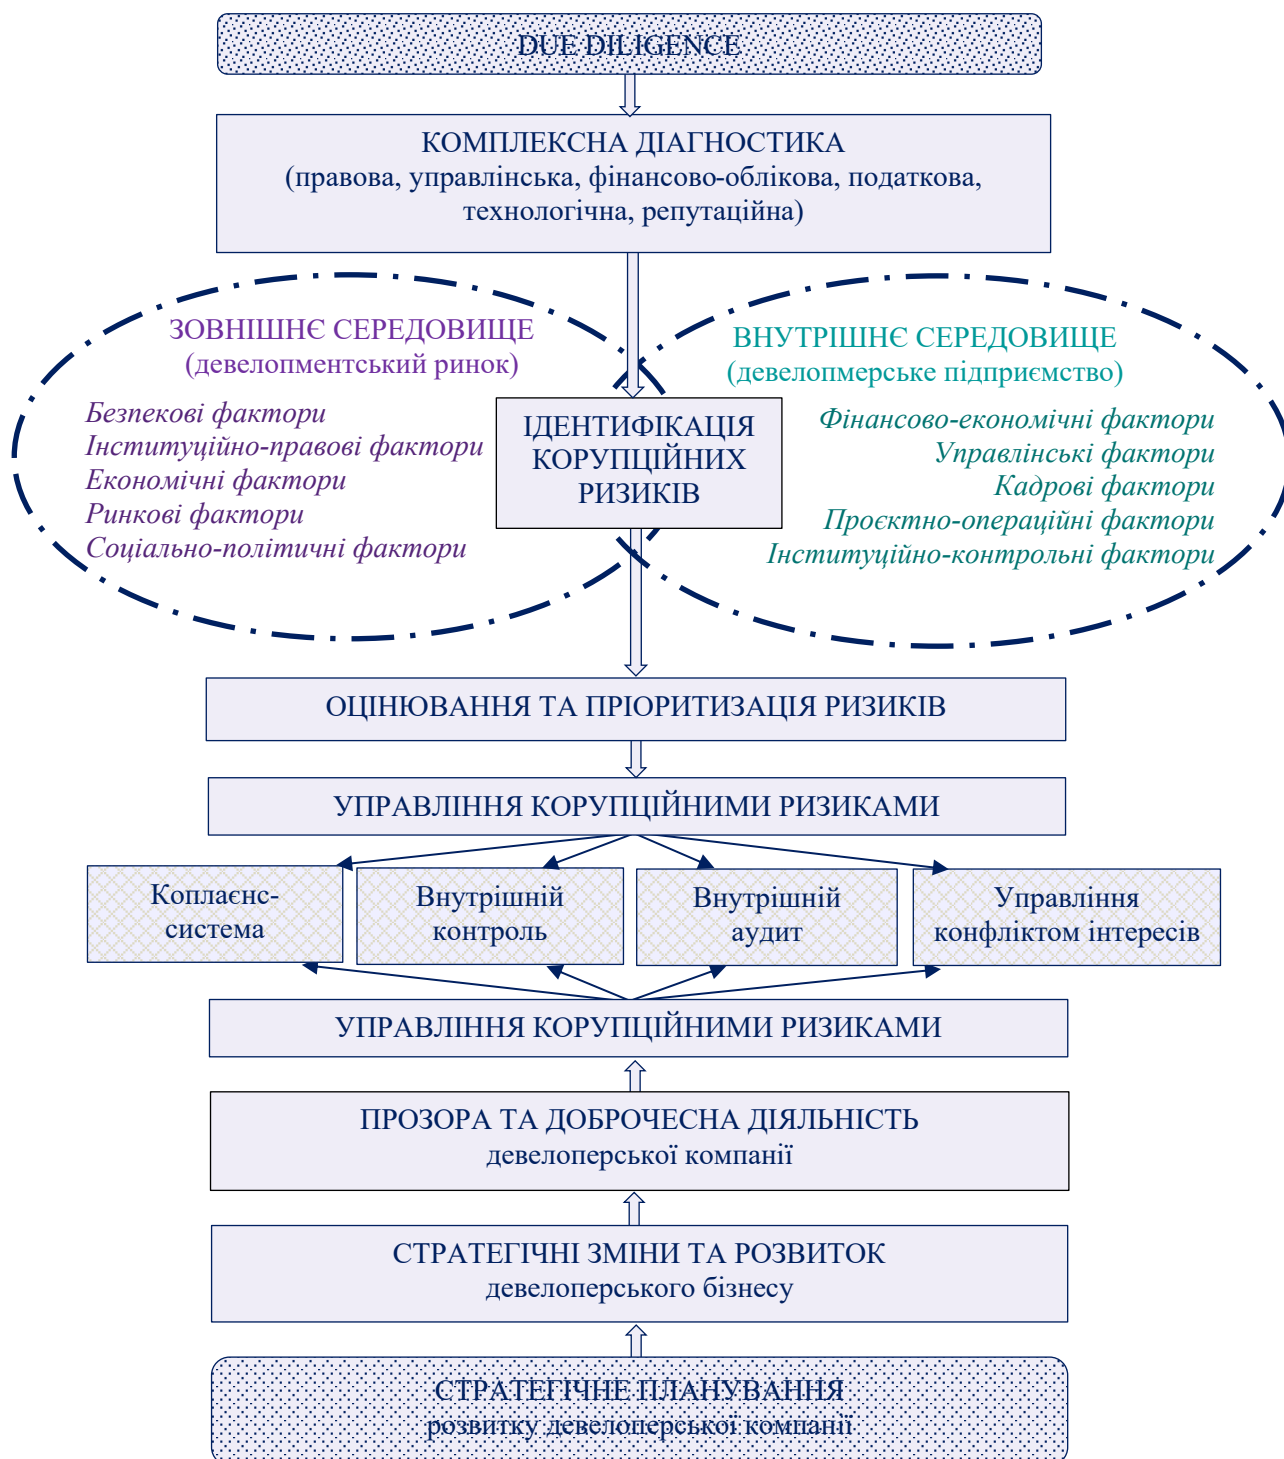 DUE DILIGENCE
КОМПЛЕКСНА ДІАГНОСТИКА
(правова, управлінська, фінансово-облікова, податкова,
технологічна, репутаційна)
ЗОВНІШНЄ СЕРЕДОВИЩЕ
(девелопментський ринок)
Безпекові фактори
Інституційно-правові фактори
Економічні фактори
Ринкові фактори
Соціально-політичні фактори
ІДЕНТИФІКАЦІЯ
КОРУПЦІЙНИХ
РИЗИКІВ
ВНУТРІШНЄ СЕРЕДОВИЩЕ
(девелопмерське підприємство)
Фінансово-економічні фактори
Управлінські фактори
Кадрові фактори
Проєктно-операційні фактори
Інституційно-контрольні фактори
ОЦІНЮВАННЯ ТА ПРІОРИТИЗАЦІЯ РИЗИКІВ
УПРАВЛІННЯ КОРУПЦІЙНИМИ РИЗИКАМИ
Коплаєнс-
система
Внутрішній
контроль
Внутрішній
аудит
Управління
конфліктом інтересів
УПРАВЛІННЯ КОРУПЦІЙНИМИ РИЗИКАМИ
ПРОЗОРА ТА ДОБРОЧЕСНА ДІЯЛЬНІСТЬ
девелоперської компанії
СТРАТЕГІЧНІ ЗМІНИ ТА РОЗВИТОК
девелоперського бізнесу
СТРАТЕГІЧНЕ ПЛАНУВАННЯ
розвитку девелоперської компанії